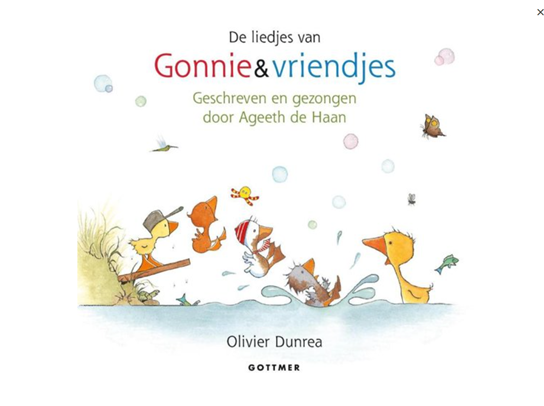 De liedjes van
Gonnie&vriendjes
Geschreven en gezongen
door Ageeth de Haan
Olivier Dunrea
GOTTMER